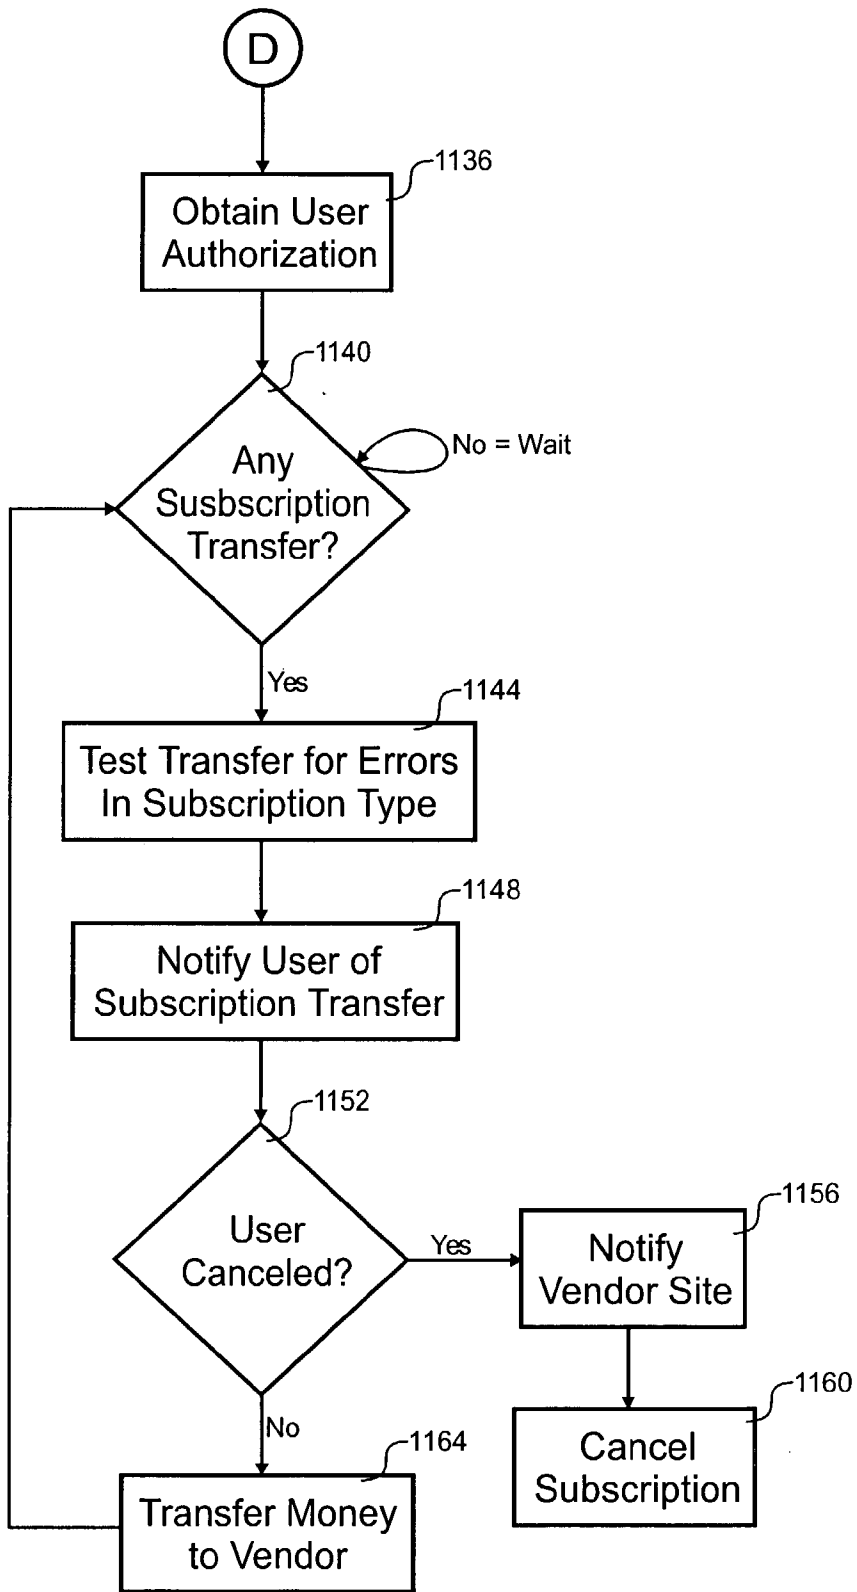 D
1136
Obtain User
Authorization
1140
No = Wait
Any
Susbscription
Transfer?
Yes
1144
Test Transfer for Errors
In Subscription Type
1148
Notify User of
Subscription Transfer
1152
User
Canceled?
Yes
1156
Notify
Vendor Site
1160
Cancel
Subscription
No
1164
Transfer Money
to Vendor